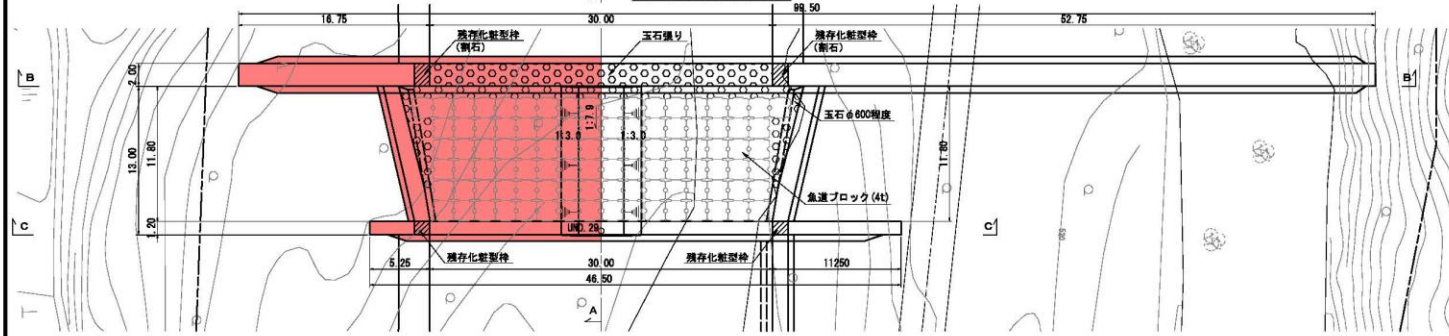 99.50
16.75
30.00
52.75
残存化粧型枠
(割石)
玉石張り
残存化粧型枠
(割石)
B
B
2.00
玉石φ600程度
1:7.9
1:3.0
1:3.0
13.00
11.80
11.80
魚道ブロック(4t)
C
C
1.20
UNO.29
残存化粧型枠
残存化粧型枠
5.25
30.00
11250
46.50
A